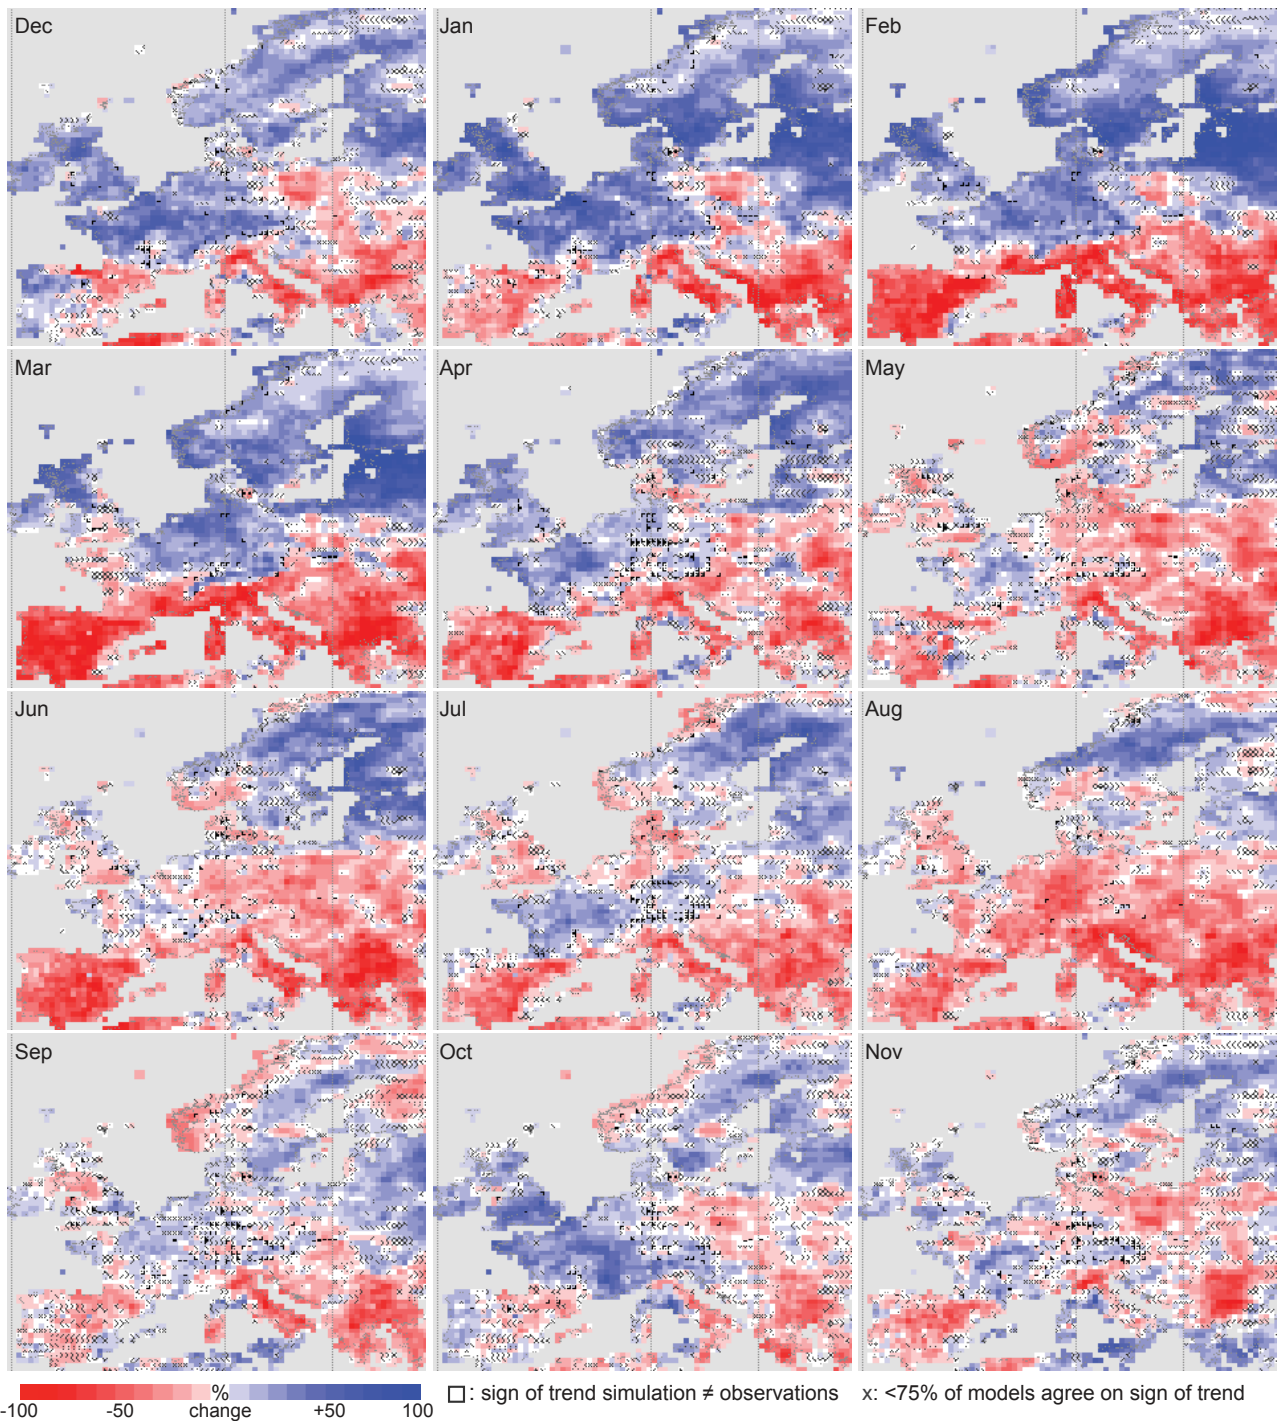 Dec
Jan
Feb
Mar
Apr
May
Jun
Jul
Aug
Sep
Oct
Nov
% □: sign of trend simulation ≠ observations x: <75% of models agree on sign of trend
-100 -50 change +50 100